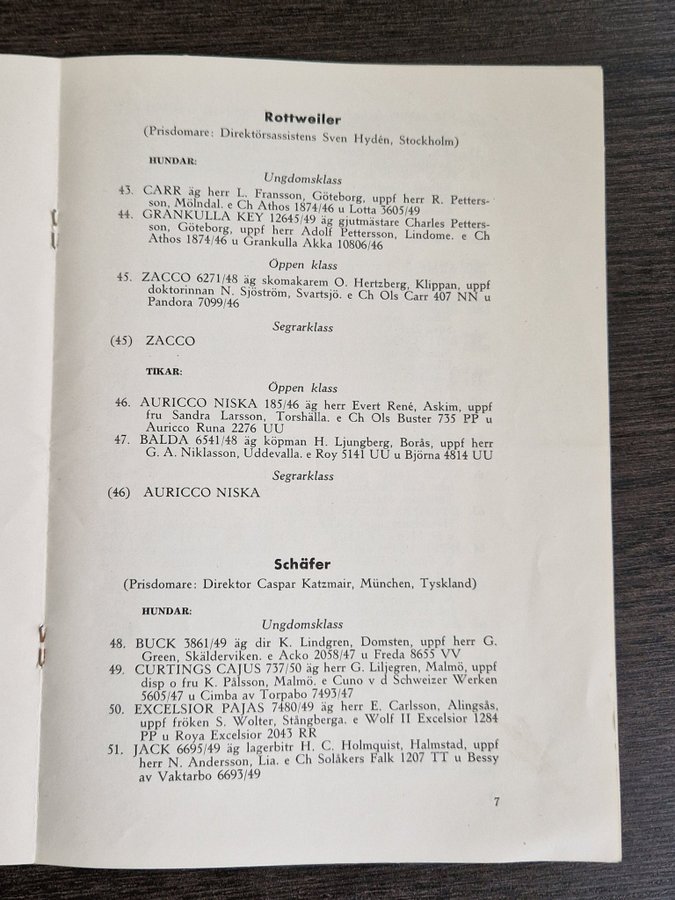 Rottweiler
(Prisdomare: Direktörsassistens Sven Hydén, Stockholm)
HUNDAR:
Ungdomsklass
43. CARR äg herr L. Fransson, Göteborg, uppf herr R. Petters-
son, Mölndal. e Ch Athos 1874/46 u Lotta 3605/49
44. GRANKULLA KEY 12645/49 äg gjutmästare Charles Petters-
son, Göteborg, uppf herr Adolf Pettersson, Lindome. e Ch
Athos 1874/46 u Grankulla Akka 10806/46
Öppen klass
45. ZACCO 6271/48 äg skomakarem O. Hertzberg, Klippan, uppf
doktorinnan N. Sjöström, Svartsjö. e Ch Ols Carr 407 NN u
Pandora 7099/46
Segrarklass
(45) ZACCO
TIKAR:
Öppen klass
46. AURICCO NISKA 185/46 äg herr Evert René, Askim, uppf
fru Sandra Larsson, Torshälla. e Ch Ols Buster 735 PP u
Auricco Runa 2276 UU
47. BALDA 6541/48 äg köpman H. Ljungberg, Borås, uppf herr
G. A. Niklasson, Uddevalla. e Roy 5141 UU u Björna 4814 UU
Segrarklass
(46) AURICCO NISKA
Schäfer
(Prisdomare: Direktor Caspar Katzmair, München, Tyskland)
HUNDAR:
Ungdomsklass
48. BUCK 3861/49 äg dir K. Lindgren, Domsten, uppf herr G.
Green, Skälderviken. e Acko 2058/47 u Freda 8655 VV
49. CURTINGS CAJUS 737/50 äg herr G. Liljegren, Malmö, uppf
disp o fru K. Pålsson, Malmö. e Cuno v d Schweizer Werken
5605/47 u Cimba av Torpabo 7493/47
50. EXCELSIOR PAJAS 7480/49 äg herr E. Carlsson, Alingsås,
uppf fröken S. Wolter, Stångberga. e Wolf II Excelsior 1284
PP u Roya Excelsior 2043 RR
51. JACK 6695/49 äg lagerbitr H. C. Holmquist, Halmstad, uppf
herr N. Andersson, Lia. e Ch Solåkers Falk 1207 TT u Bessy
av Vaktarbo 6693/49
7